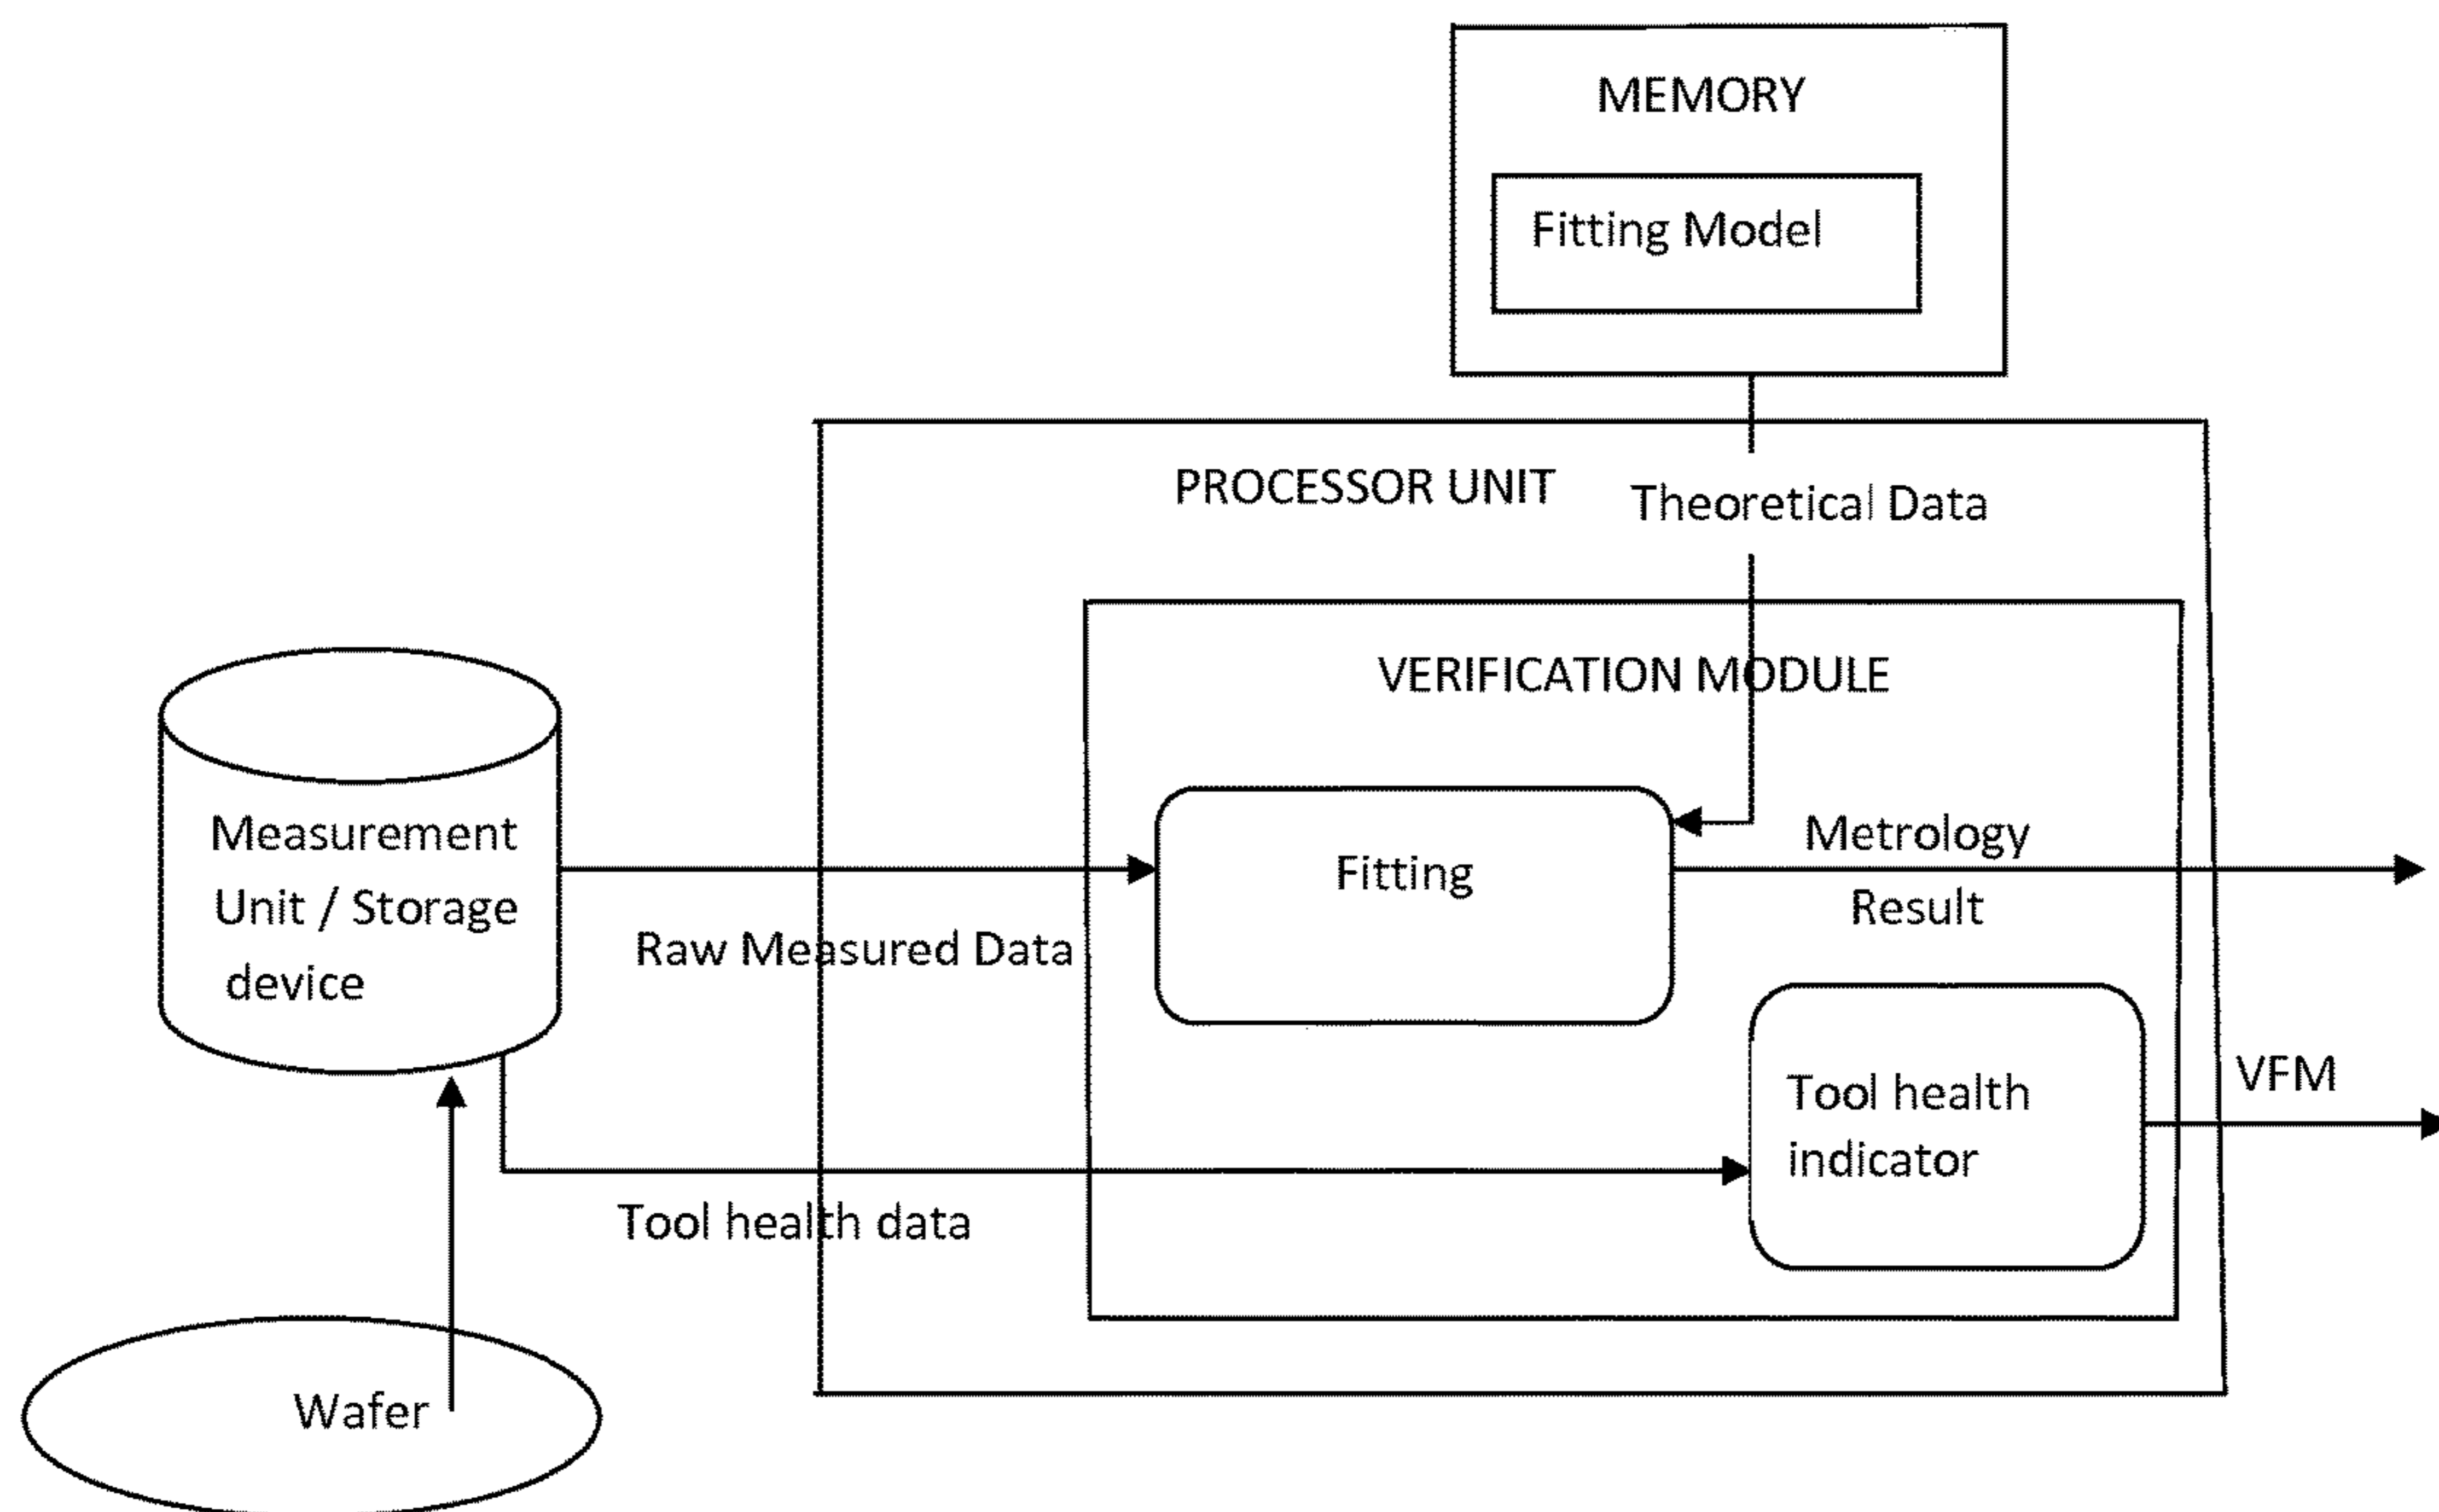 MEMORY
Fitting Model
PROCESSOR UNIT
Theoretical Data
VERIFICATION MODULE
Measurement
Unit / Storage
device
Raw Measured Data
Fitting
Metrology
Result
Tool health
indicator
VFM
Tool health data
Wafer